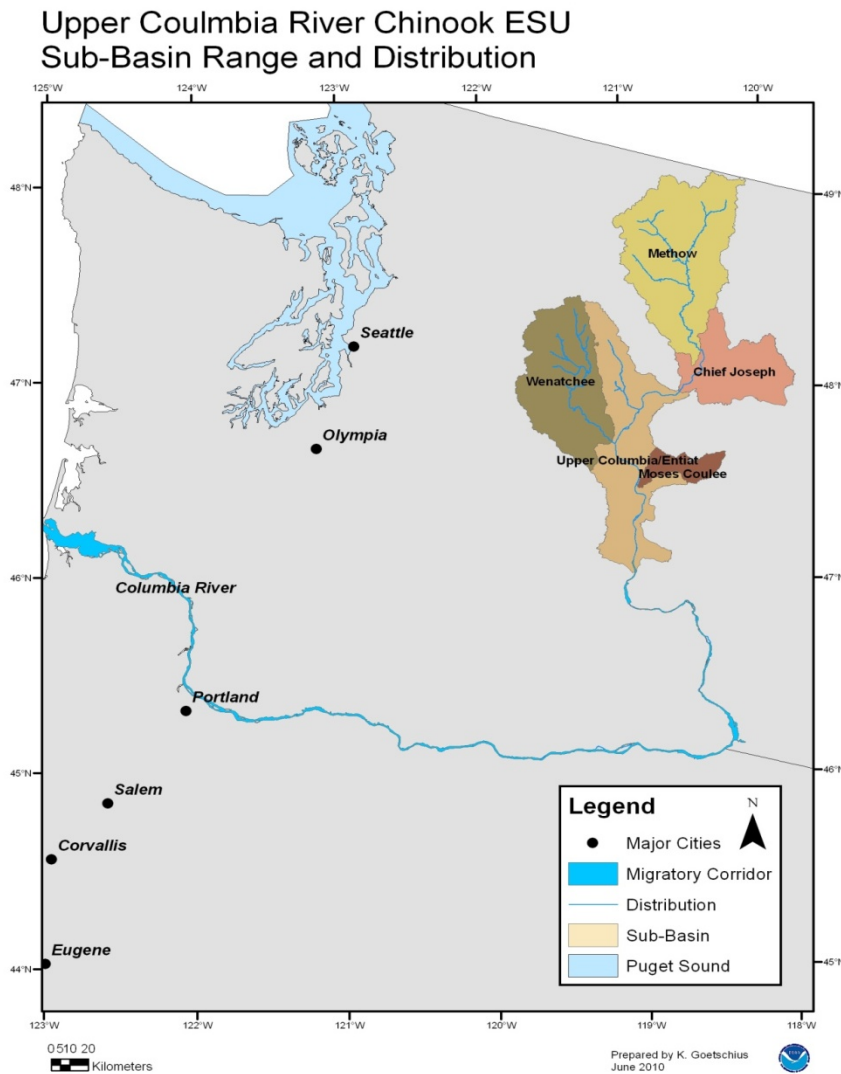 Upper Coulmbia River Chinook ESU
Sub-Basin Range and Distribution
125°W 124°W 123°W 122°W 121°W 120°W
48°N
49°N
Methow
Seattle
47°N
Chief Joseph
48°N
Wenatchee
Olympia
Upper Columbia/Entiat
Moses Coulee
46°N
47°N
Columbia River
Portland
45°N
46°N
Salem
Corvallis
Eugene
44°N
45°N
Legend
N
Major Cities
Migratory Corridor
Distribution
Sub-Basin
Puget Sound
123°W 122°W 121°W 120°W 119°W 118°W
0 5 10 20
Kilometers
Prepared by K. Goetschius
June 2010